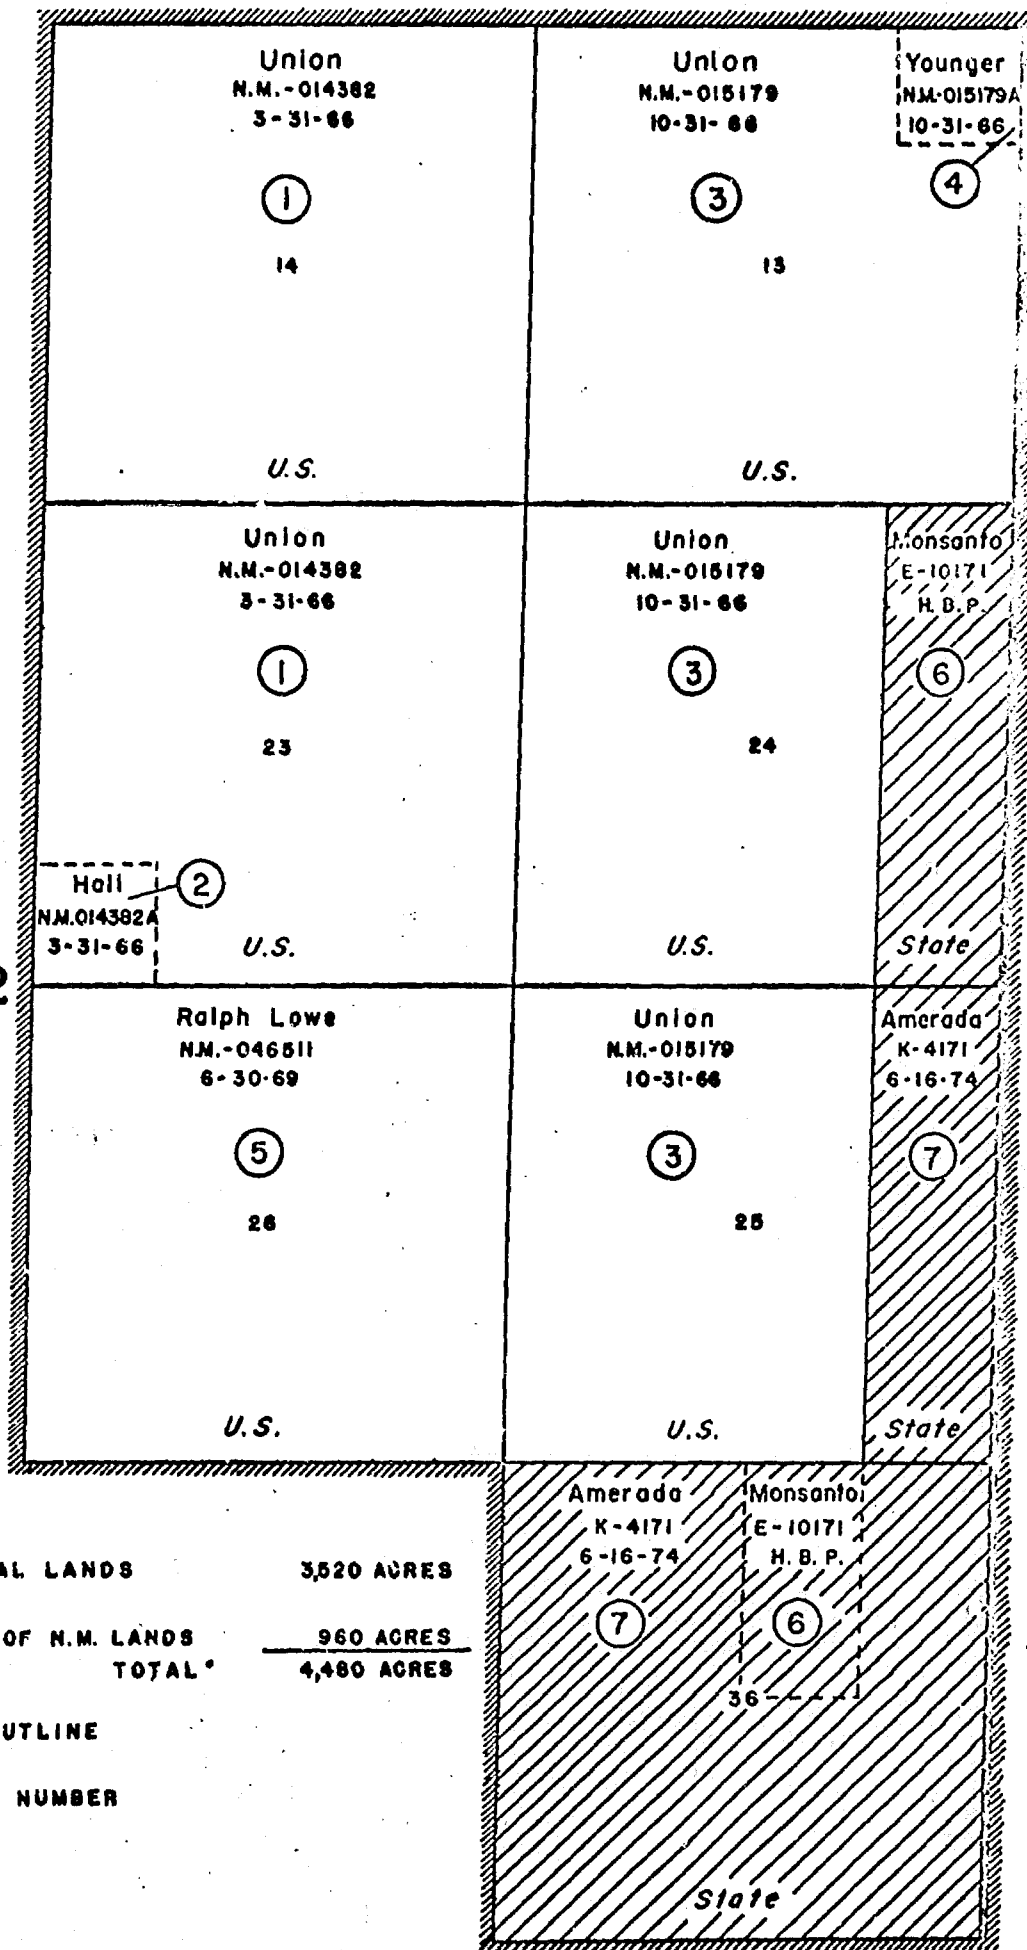 Union
N.M.-014382
3-31-66
1
14
U.S.
Union
N.M.-015179
10-31-66
3
13
U.S.
Younger
N.M.-015179A
10-31-66
4
Union
N.M.-014382
3-31-66
1
23
U.S.
Hall
N.M.014382A
3-31-66
2
Union
N.M.-015179
10-31-66
3
24
U.S.
Monsanto
E-10171
H.B.P.
6
State
Ralph Lowe
N.M.-046511
6-30-69
5
26
U.S.
Union
N.M.-015179
10-31-66
3
25
U.S.
Amerada
K-4171
6-16-74
7
State
Amerada
K-4171
6-16-74
7
Monsanto
E-10171
H.B.P.
6
36
State
AL LANDS 3,520 ACRES
OF N.M. LANDS 960 ACRES
TOTAL 4,480 ACRES
UTLINE
NUMBER